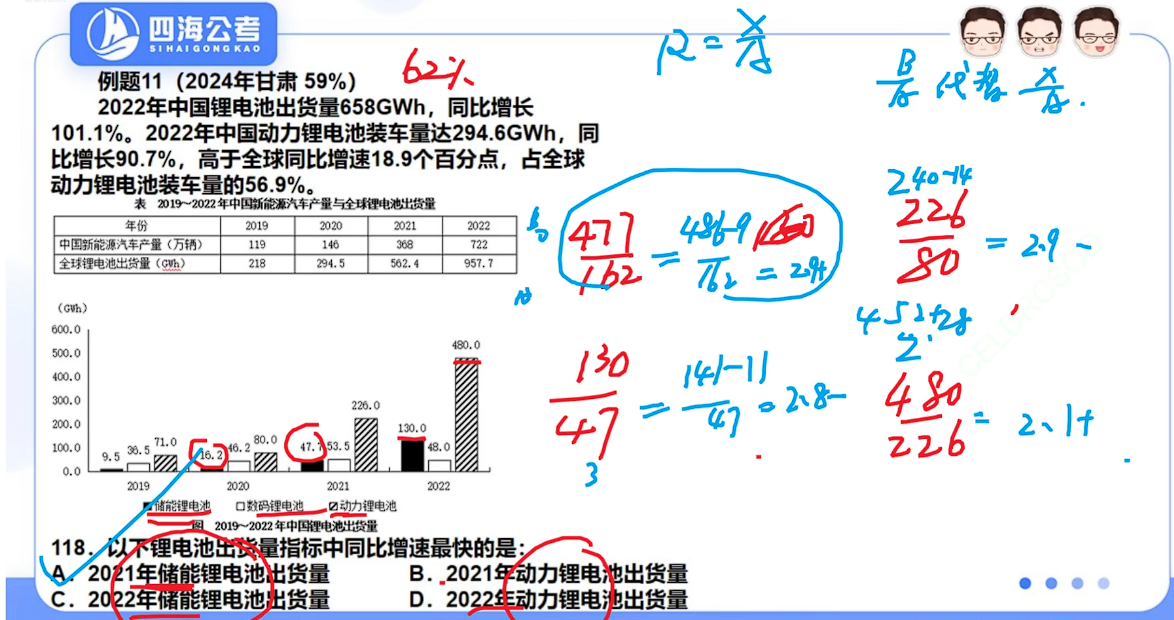 四海公考
SIHAIGONGKAO
例题11（2024年甘肃 59%）
62%
2022年中国锂电池出货量658GWh，同比增长
101.1%。2022年中国动力锂电池装车量达294.6GWh，同
比增长90.7%，高于全球同比增速18.9个百分点，占全球
动力锂电池装车量的56.9%。
表 2019～2022年中国新能源汽车产量与全球锂电池出货量
年份 2019 2020 2021 2022
中国新能源汽车产量（万辆） 119 146 368 722
全球锂电池出货量（GWh） 218 294.5 562.4 957.7
(GWh)
600.0
500.0
400.0
300.0
200.0
100.0
0.0
9.5 36.5 71.0 16.2 46.2 80.0 47.7 53.5 226.0 130.0 48.0 480.0
2019 2020 2021 2022
储能锂电池 数码锂电池 动力锂电池
图 2019～2022年中国锂电池出货量
118．以下锂电池出货量指标中同比增速最快的是：
A．2021年储能锂电池出货量 B．2021年动力锂电池出货量
C．2022年储能锂电池出货量 D．2022年动力锂电池出货量
R = X/A
B/A 代替 X/A .
477/162 = 486-9/162 = 2.9+
240-14
226/80 = 2.9-
130/47 = 141-11/47 = 2.8-
3
452+28
2
480/226 = 2.1+